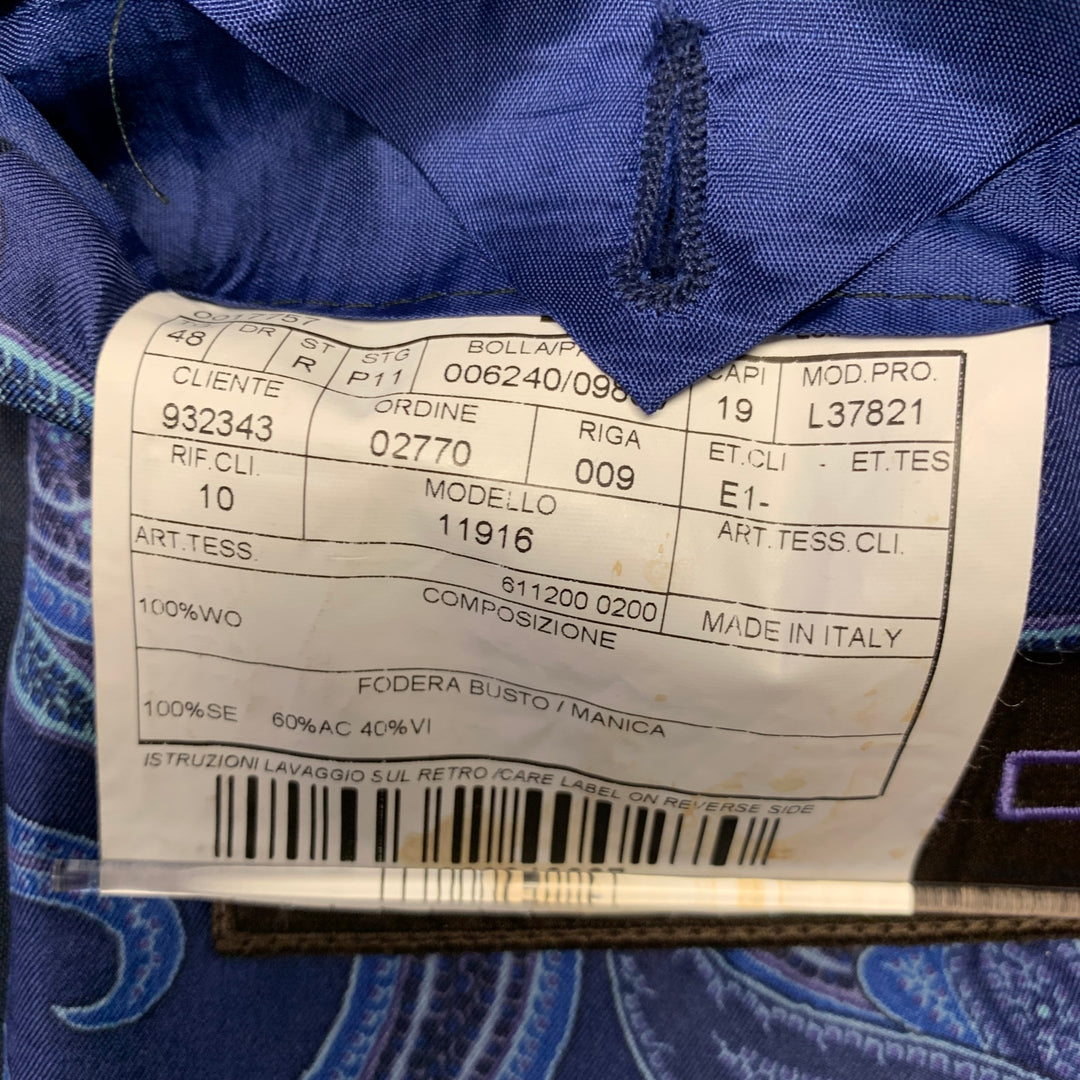 0017757
48 DR ST STG BOLLA/P CAPI MOD.PRO.
R P11 006240/098 19 L37821
CLIENTE ORDINE RIGA ET.CLI - ET.TES
932343 02770 009 E1-
RIF.CLI. MODELLO ART.TESS.CLI.
10 11916
ART.TESS.
611200 0200 MADE IN ITALY
COMPOSIZIONE
100%WO
FODERA BUSTO / MANICA
100%SE 60%AC 40%VI
ISTRUZIONI LAVAGGIO SUL RETRO /CARE LABEL ON REVERSE SIDE